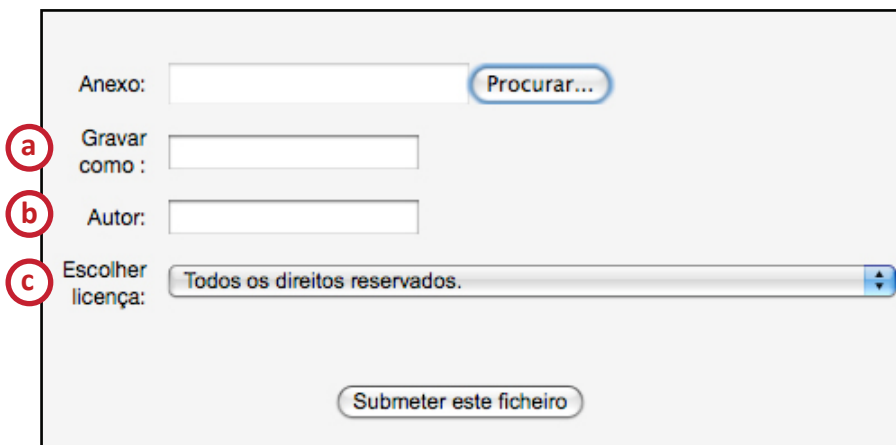 Anexo: Procurar...
a Gravar
como :
b Autor:
c Escolher
licença: Todos os direitos reservados.
Submeter este ficheiro